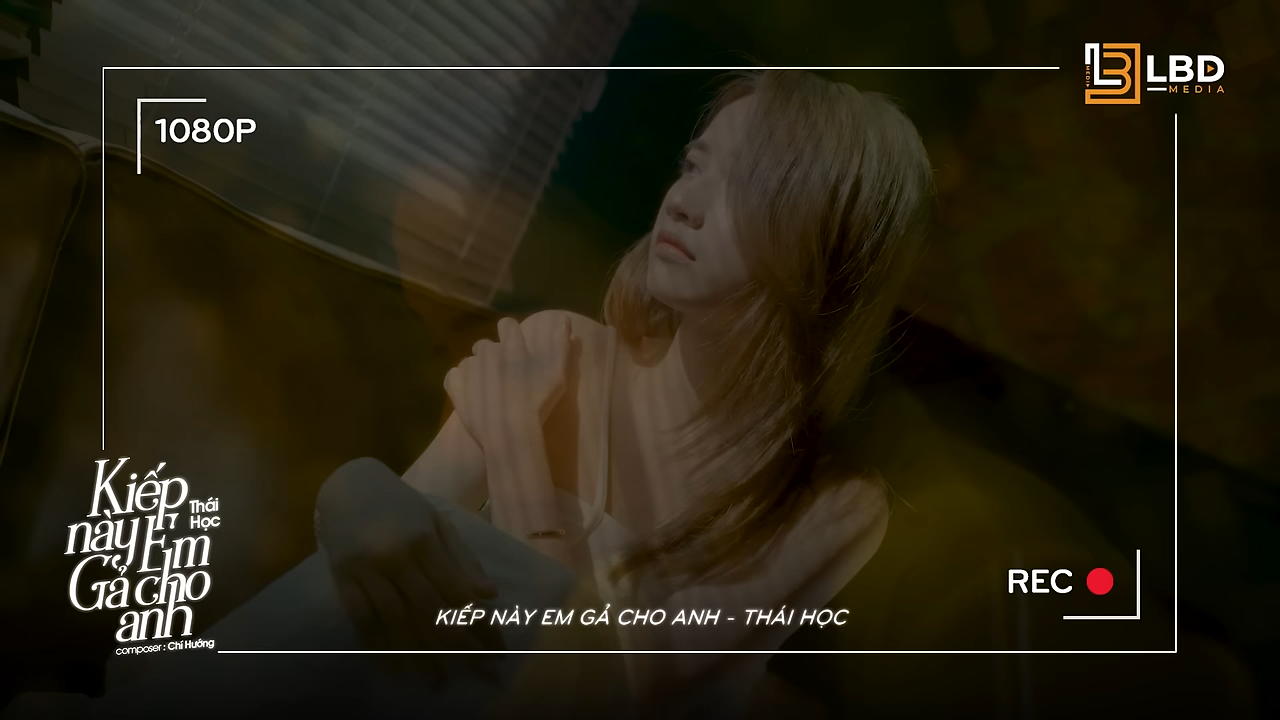 LBD
MEDIA
1080P
Kiếp
này Em
Gả cho
anh
Thái
Học
composer : Chí Hướng
REC
KIẾP NÀY EM GẢ CHO ANH - THÁI HỌC